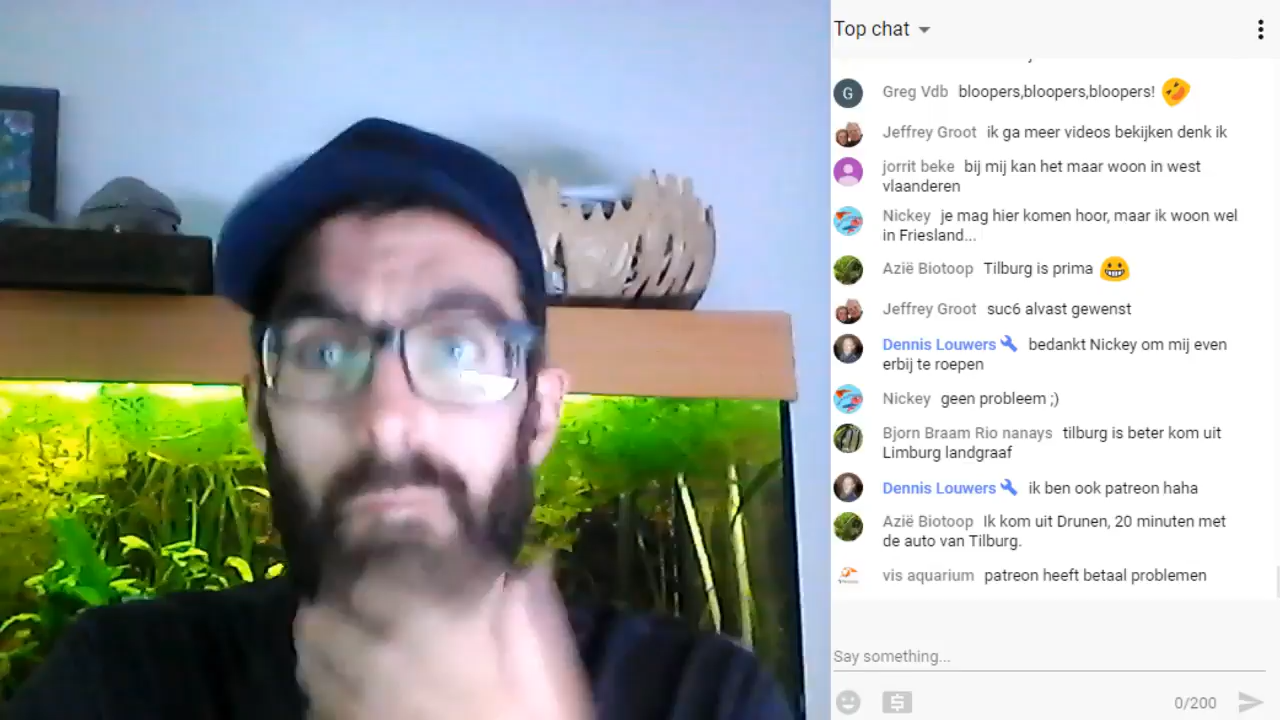 Top chat
G
Greg Vdb bloopers,bloopers,bloopers!
Jeffrey Groot ik ga meer videos bekijken denk ik
jorrit beke bij mij kan het maar woon in west
vlaanderen
Nickey je mag hier komen hoor, maar ik woon wel
in Friesland...
Azië Biotoop Tilburg is prima
Jeffrey Groot suc6 alvast gewenst
Dennis Louwers bedankt Nickey om mij even
erbij te roepen
Nickey geen probleem ;)
Bjorn Braam Rio nanays tilburg is beter kom uit
Limburg landgraaf
Dennis Louwers ik ben ook patreon haha
Azië Biotoop Ik kom uit Drunen, 20 minuten met
de auto van Tilburg.
vis aquarium patreon heeft betaal problemen
Say something...
0/200